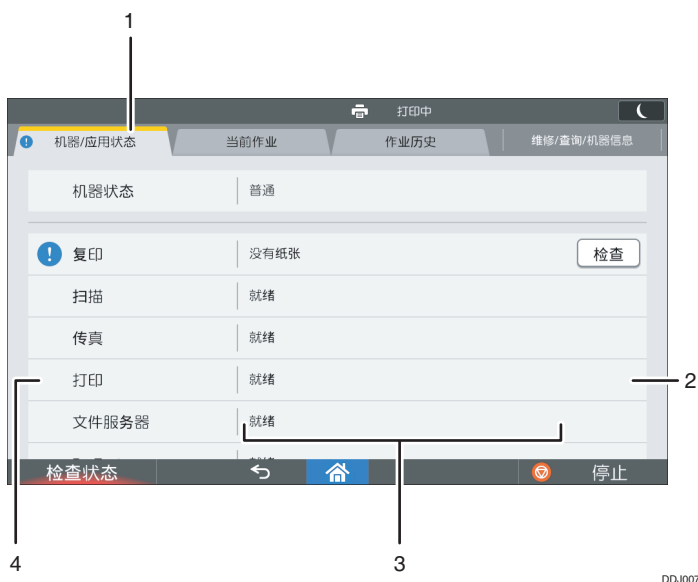 1
打印中
机器/应用状态 当前作业 作业历史 维修/查询/机器信息
机器状态 普通
复印 没有纸张 检查
扫描 就绪
传真 就绪
打印 就绪
2
文件服务器 就绪
检查状态 停止
4 3
DDJ007